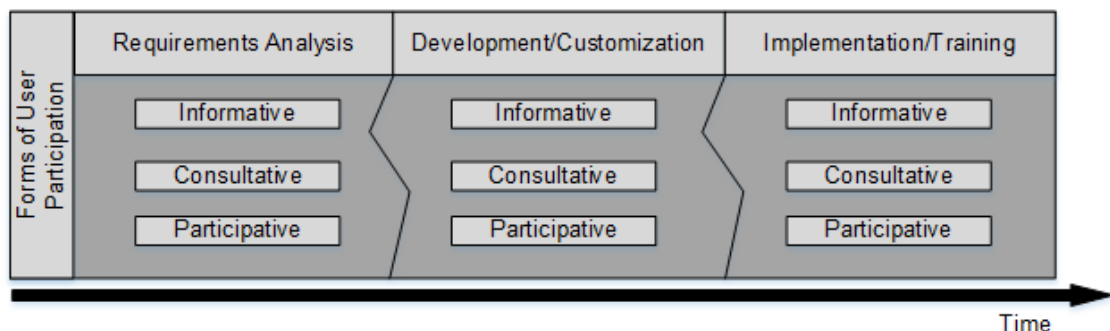 Forms of User
Participation
Requirements Analysis
Development/Customization
Implementation/Training
Informative
Informative
Informative
Consultative
Consultative
Consultative
Participative
Participative
Participative
Time